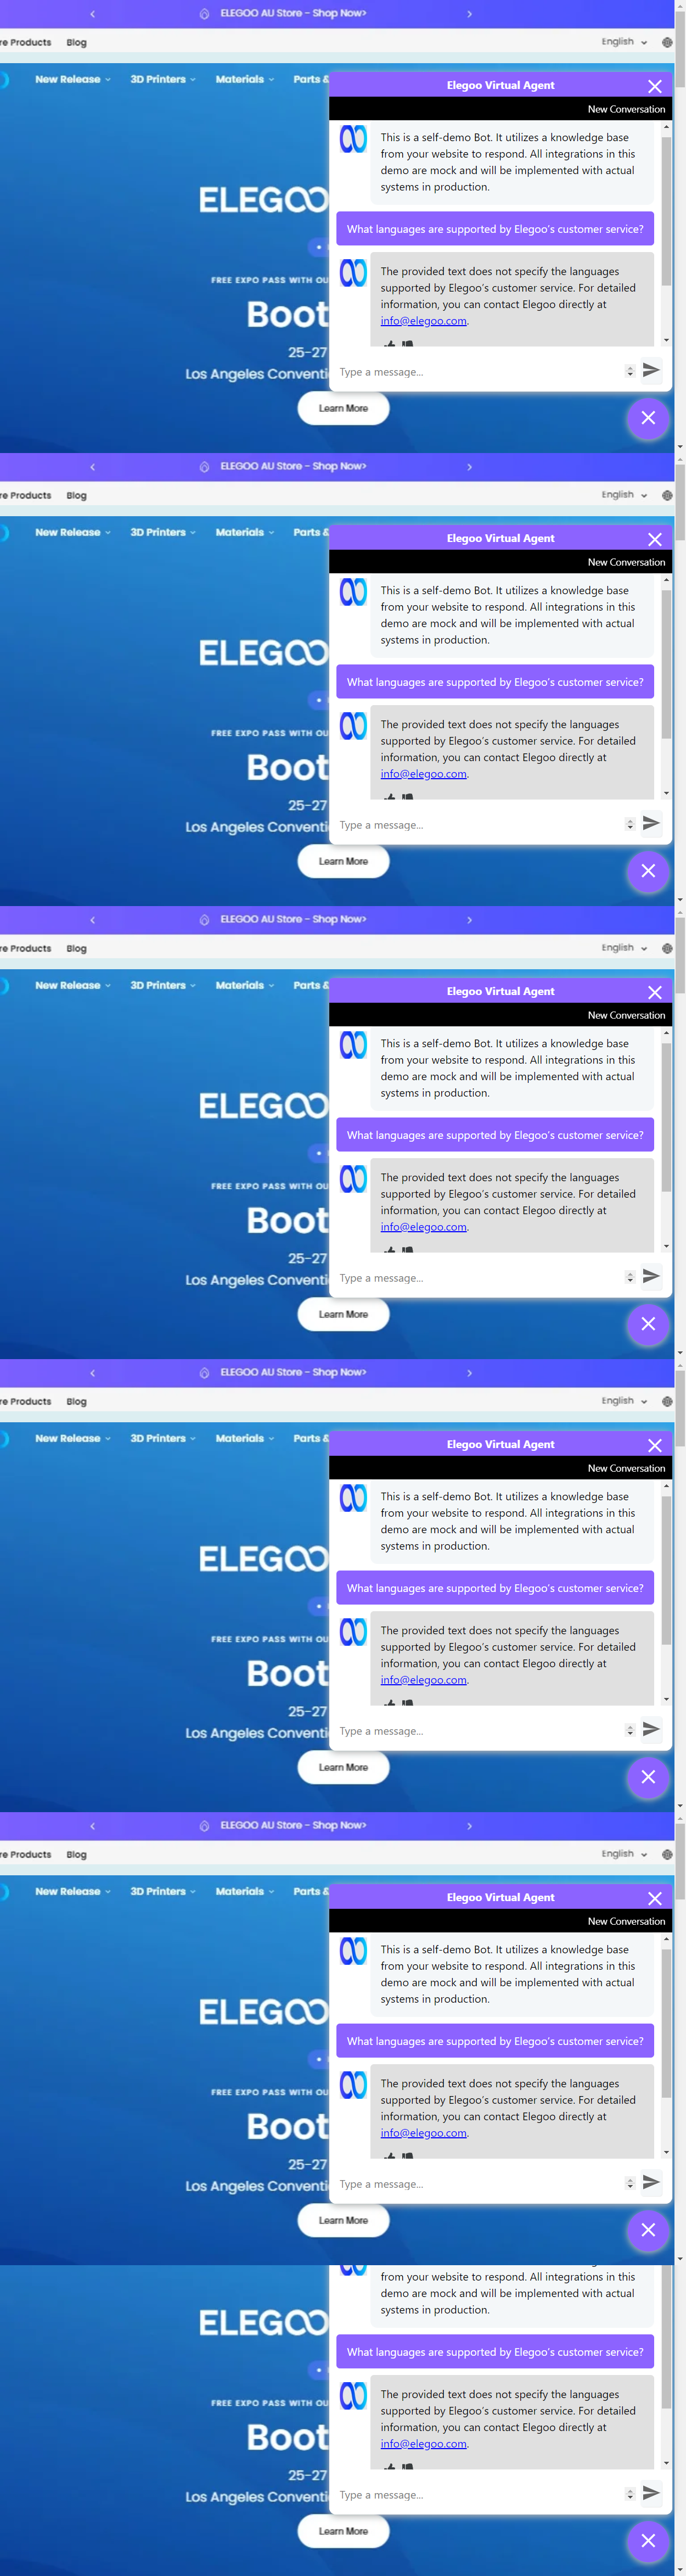 ELEGOO AU Store - Shop Now>
re Products Blog English
New Release 3D Printers Materials Parts &
Elegoo Virtual Agent
New Conversation
This is a self-demo Bot. It utilizes a knowledge base
from your website to respond. All integrations in this
demo are mock and will be implemented with actual
systems in production.
ELEGOO
What languages are supported by Elegoo's customer service?
FREE EXPO PASS WITH OU
The provided text does not specify the languages
supported by Elegoo's customer service. For detailed
information, you can contact Elegoo directly at
info@elegoo.com.
Boot
25-27
Los Angeles Conventi
Type a message...
Learn More
ELEGOO AU Store - Shop Now>
re Products Blog English
New Release 3D Printers Materials Parts &
Elegoo Virtual Agent
New Conversation
This is a self-demo Bot. It utilizes a knowledge base
from your website to respond. All integrations in this
demo are mock and will be implemented with actual
systems in production.
ELEGOO
What languages are supported by Elegoo's customer service?
FREE EXPO PASS WITH OU
The provided text does not specify the languages
supported by Elegoo's customer service. For detailed
information, you can contact Elegoo directly at
info@elegoo.com.
Boot
25-27
Los Angeles Conventi
Type a message...
Learn More
ELEGOO AU Store - Shop Now>
re Products Blog English
New Release 3D Printers Materials Parts &
Elegoo Virtual Agent
New Conversation
This is a self-demo Bot. It utilizes a knowledge base
from your website to respond. All integrations in this
demo are mock and will be implemented with actual
systems in production.
ELEGOO
What languages are supported by Elegoo's customer service?
FREE EXPO PASS WITH OU
The provided text does not specify the languages
supported by Elegoo's customer service. For detailed
information, you can contact Elegoo directly at
info@elegoo.com.
Boot
25-27
Los Angeles Conventi
Type a message...
Learn More
ELEGOO AU Store - Shop Now>
re Products Blog English
New Release 3D Printers Materials Parts &
Elegoo Virtual Agent
New Conversation
This is a self-demo Bot. It utilizes a knowledge base
from your website to respond. All integrations in this
demo are mock and will be implemented with actual
systems in production.
ELEGOO
What languages are supported by Elegoo's customer service?
FREE EXPO PASS WITH OU
The provided text does not specify the languages
supported by Elegoo's customer service. For detailed
information, you can contact Elegoo directly at
info@elegoo.com.
Boot
25-27
Los Angeles Conventi
Type a message...
Learn More
ELEGOO AU Store - Shop Now>
re Products Blog English
New Release 3D Printers Materials Parts &
Elegoo Virtual Agent
New Conversation
This is a self-demo Bot. It utilizes a knowledge base
from your website to respond. All integrations in this
demo are mock and will be implemented with actual
systems in production.
ELEGOO
What languages are supported by Elegoo's customer service?
FREE EXPO PASS WITH OU
The provided text does not specify the languages
supported by Elegoo's customer service. For detailed
information, you can contact Elegoo directly at
info@elegoo.com.
Boot
25-27
Los Angeles Conventi
Type a message...
Learn More
from your website to respond. All integrations in this
demo are mock and will be implemented with actual
systems in production.
ELEGOO
What languages are supported by Elegoo's customer service?
FREE EXPO PASS WITH OU
The provided text does not specify the languages
supported by Elegoo's customer service. For detailed
information, you can contact Elegoo directly at
info@elegoo.com.
Boot
25-27
Los Angeles Conventi
Type a message...
Learn More